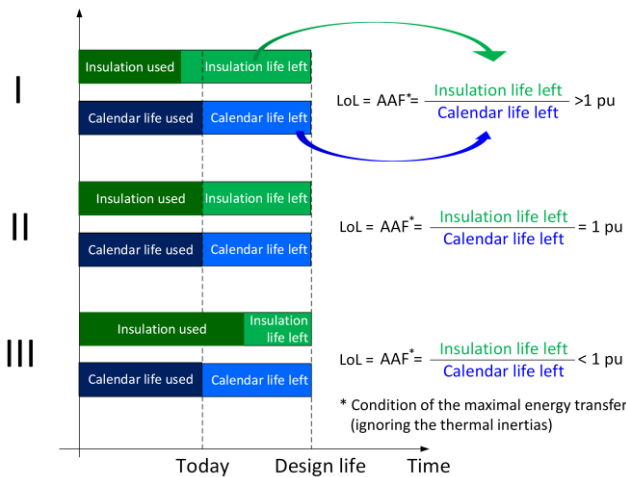 I
Insulation used
Insulation life left
Calendar life used
Calendar life left
LoL = AAF*= Insulation life left
Calendar life left
>1 pu
II
Insulation used
Insulation life left
Calendar life used
Calendar life left
LoL = AAF*= Insulation life left
Calendar life left
= 1 pu
III
Insulation used
Insulation
life left
Calendar life used
Calendar life left
LoL = AAF*= Insulation life left
Calendar life left
< 1 pu
* Condition of the maximal energy transfer
(ignoring the thermal inertias)
Today
Design life
Time